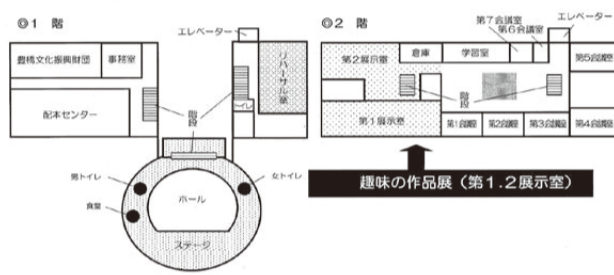 ◎1 階
エレベーター
豊橋文化振興財団
事務室
リハーサル室
トイレ
配本センター
階段
男トイレ
女トイレ
食堂
ホール
ステージ
◎2 階
エレベーター
第7会議室
第6会議室
第2展示室
倉庫
学習室
第5会議室
階段
第1展示室
第1会議室
第2会議室
第3会議室
第4会議室
趣味の作品展（第1.2展示室）